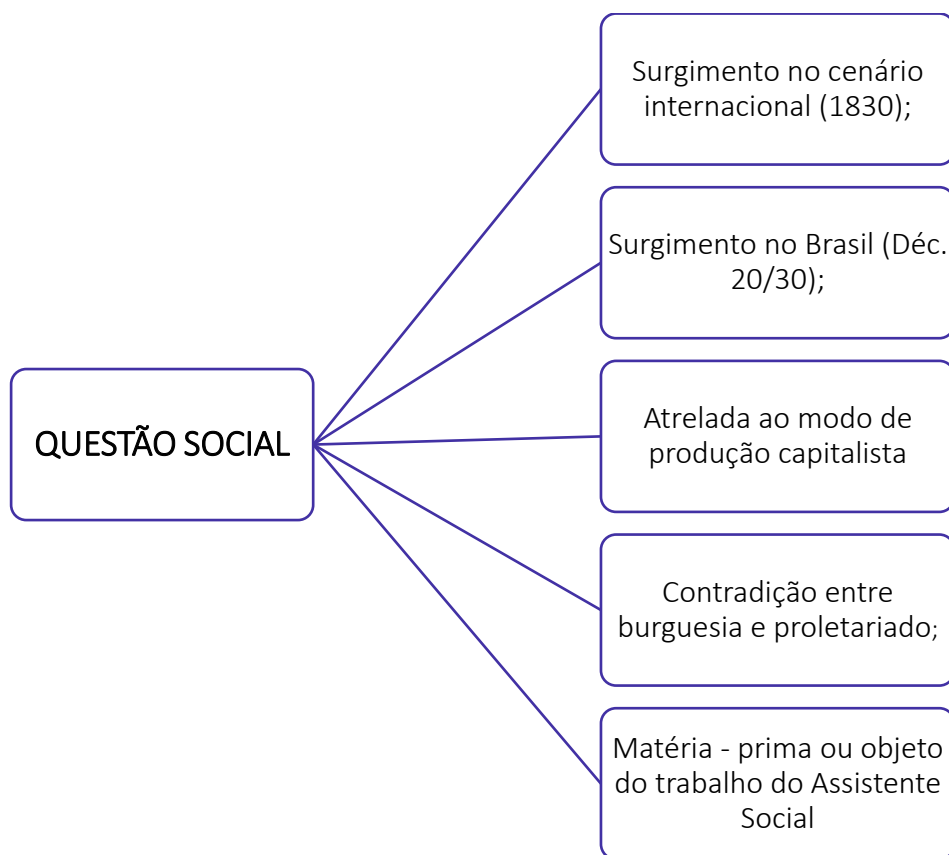 QUESTÃO SOCIAL
Surgimento no cenário
internacional (1830);
Surgimento no Brasil (Déc.
20/30);
Atrelada ao modo de
produção capitalista
Contradição entre
burguesia e proletariado;
Matéria - prima ou objeto
do trabalho do Assistente
Social